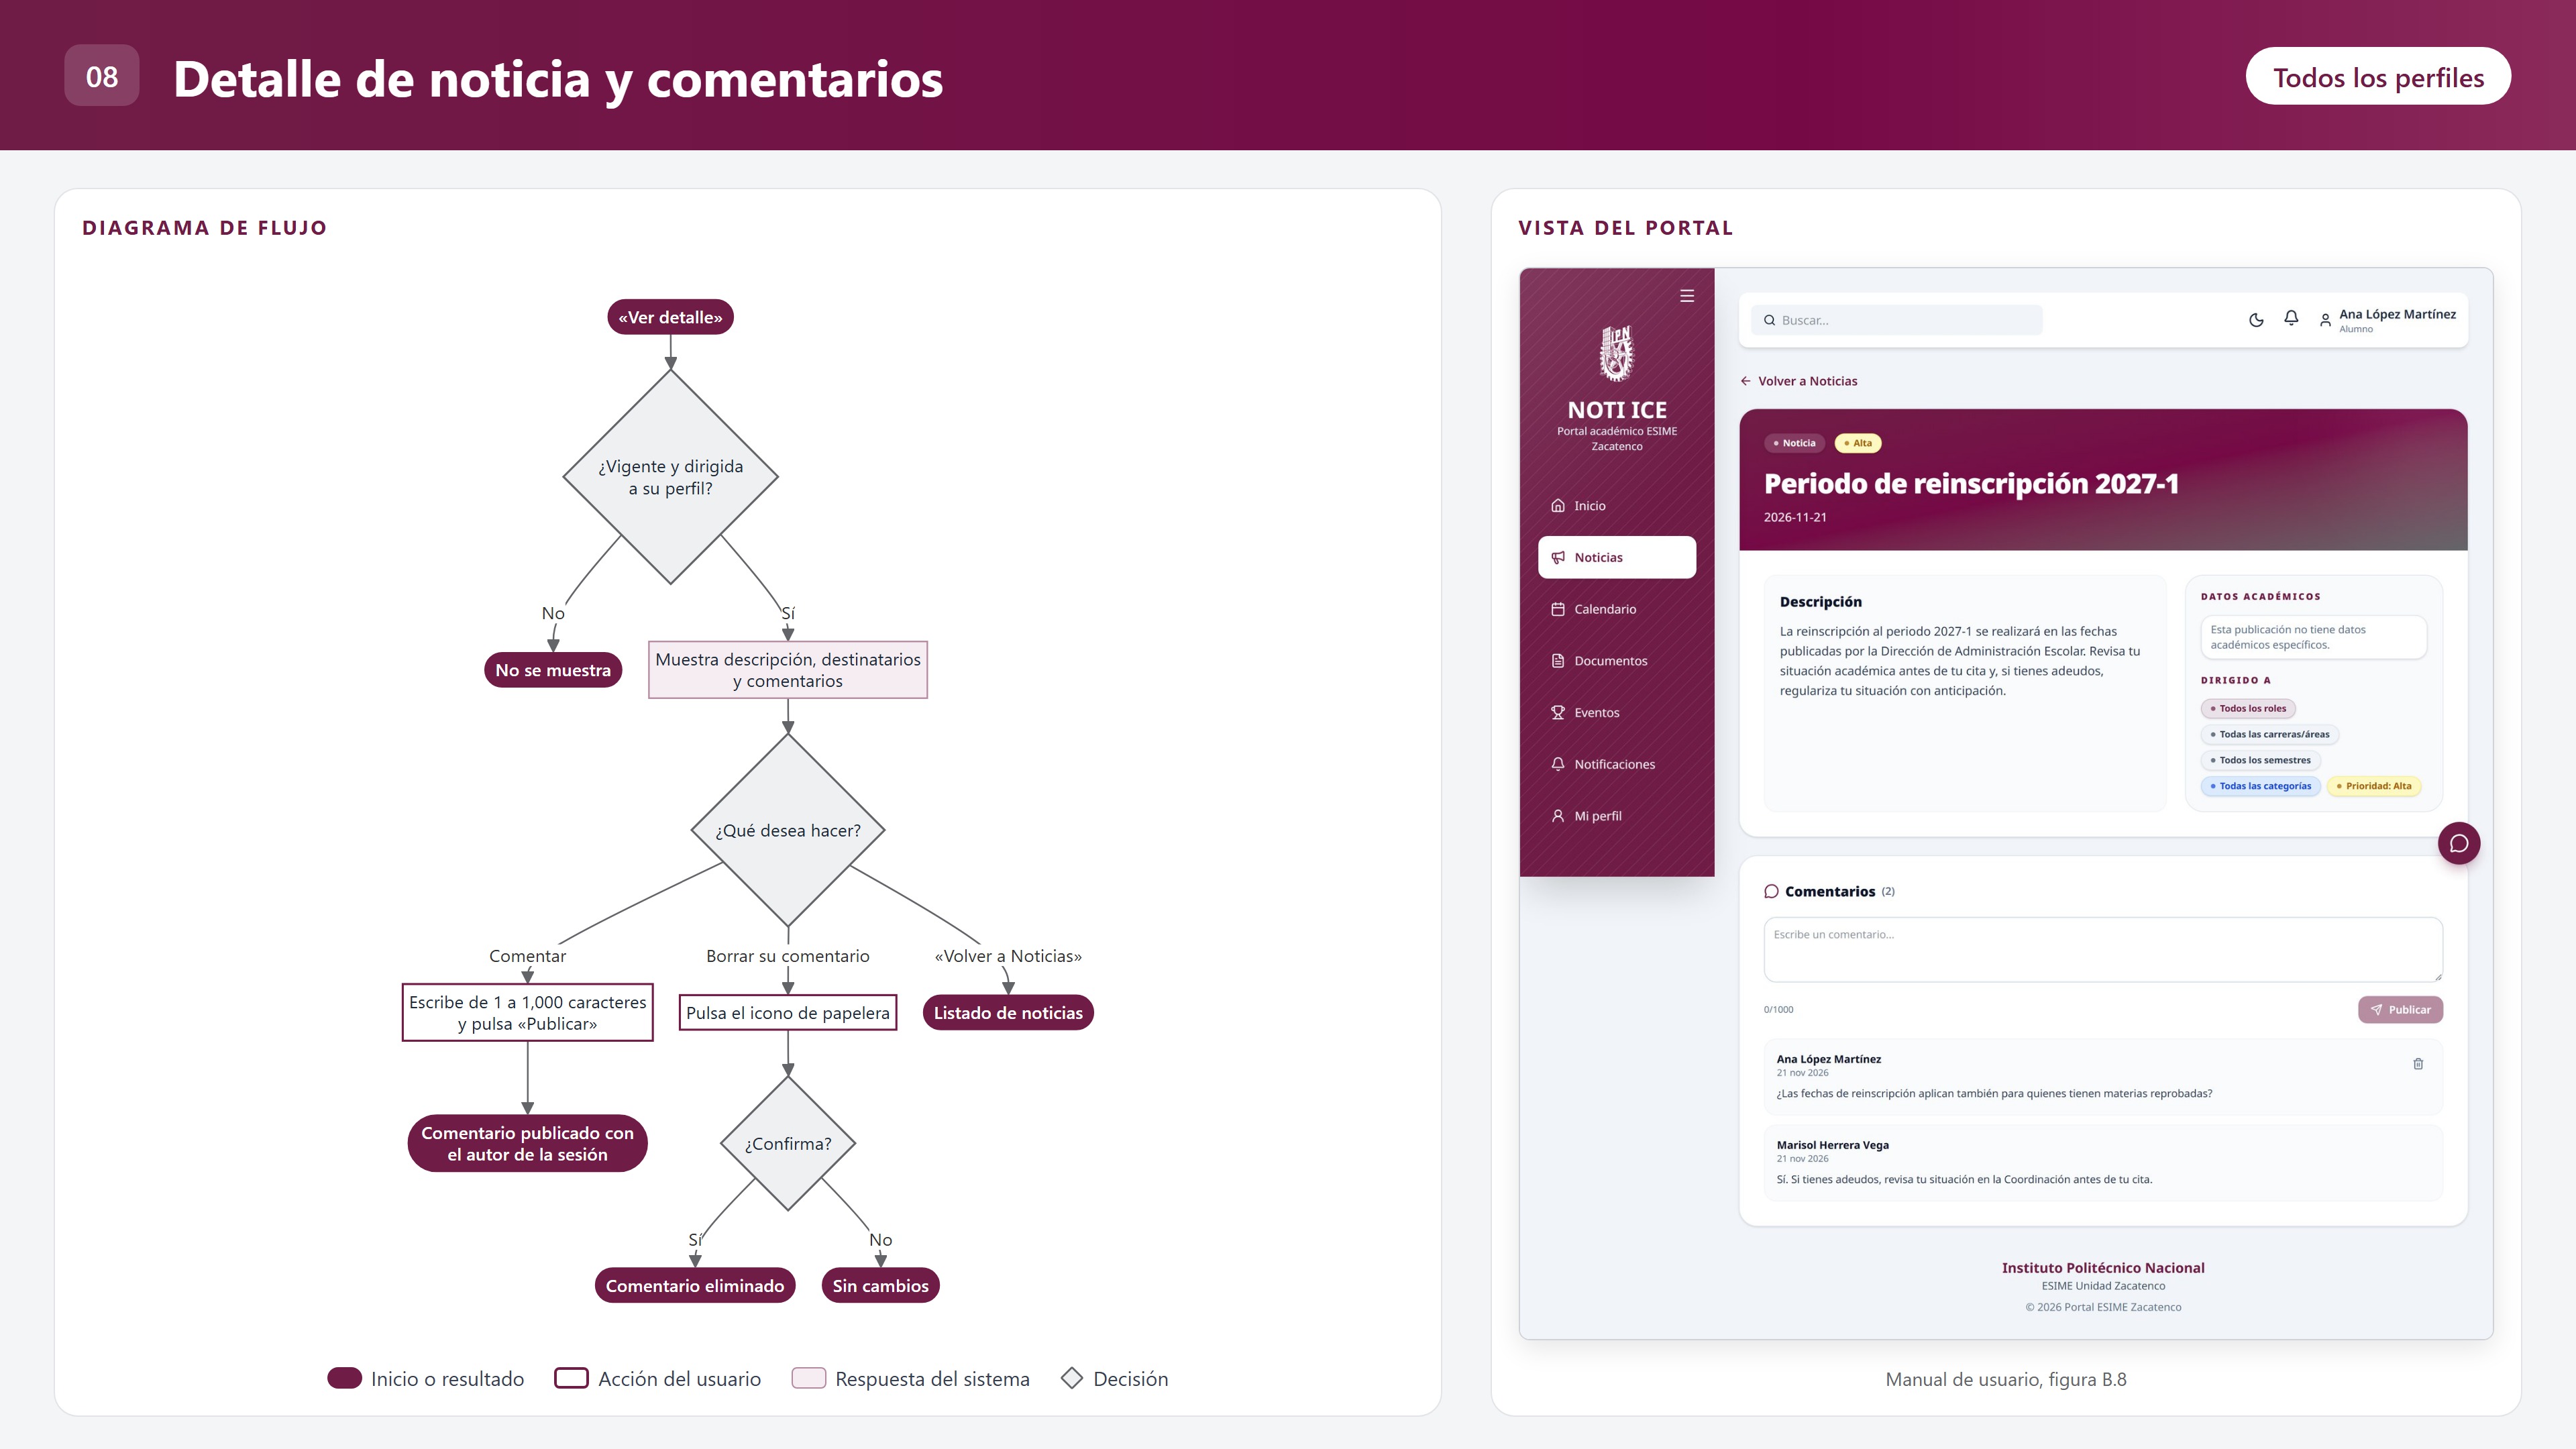 08
Detalle de noticia y comentarios
Todos los perfiles
DIAGRAMA DE FLUJO
«Ver detalle»
¿Vigente y dirigida
a su perfil?
No
Sí
No se muestra
Muestra descripción, destinatarios
y comentarios
¿Qué desea hacer?
Comentar
Borrar su comentario
«Volver a Noticias»
Escribe de 1 a 1,000 caracteres
y pulsa «Publicar»
Pulsa el icono de papelera
Listado de noticias
Comentario publicado con
el autor de la sesión
¿Confirma?
Sí
No
Comentario eliminado
Sin cambios
Inicio o resultado
Acción del usuario
Respuesta del sistema
Decisión
VISTA DEL PORTAL
IPN
NOTI ICE
Portal académico ESIME
Zacatenco
Inicio
Noticias
Calendario
Documentos
Eventos
Notificaciones
Mi perfil
Buscar...
Ana López Martínez
Alumno
Volver a Noticias
Noticia
Alta
Periodo de reinscripción 2027-1
2026-11-21
Descripción
La reinscripción al periodo 2027-1 se realizará en las fechas
publicadas por la Dirección de Administración Escolar. Revisa tu
situación académica antes de tu cita y, si tienes adeudos,
regulariza tu situación con anticipación.
DATOS ACADÉMICOS
Esta publicación no tiene datos
académicos específicos.
DIRIGIDO A
Todos los roles
Todas las carreras/áreas
Todos los semestres
Todas las categorías
Prioridad: Alta
Comentarios (2)
Escribe un comentario...
0/1000
Publicar
Ana López Martínez
21 nov 2026
¿Las fechas de reinscripción aplican también para quienes tienen materias reprobadas?
Marisol Herrera Vega
21 nov 2026
Sí. Si tienes adeudos, revisa tu situación en la Coordinación antes de tu cita.
Instituto Politécnico Nacional
ESIME Unidad Zacatenco
© 2026 Portal ESIME Zacatenco
Manual de usuario, figura B.8